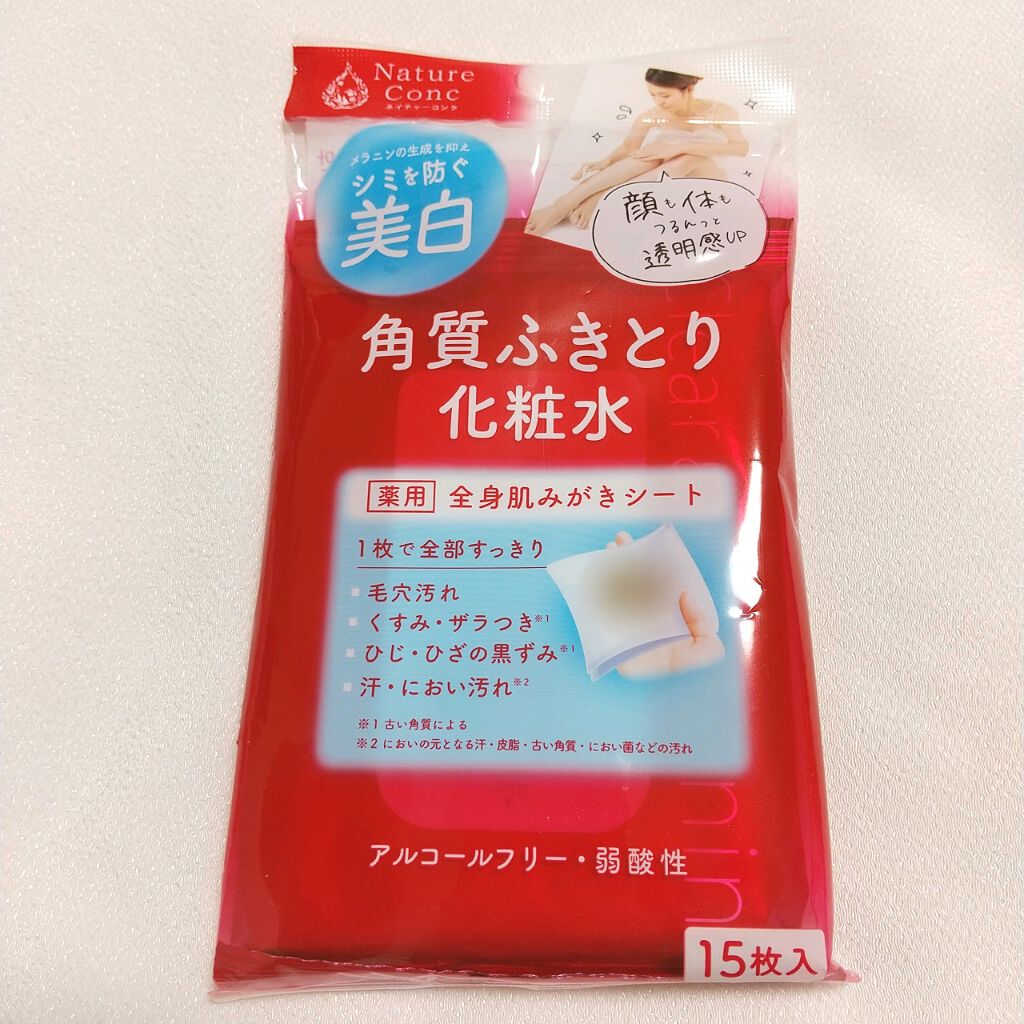 Nature
Conc
ネイチャーコンク
メラニンの生成を抑え
シミを防ぐ
美白
顔も体も
つるんっと
透明感UP
角質ふきとり
化粧水
薬用 全身肌みがきシート
1枚で全部すっきり
毛穴汚れ
くすみ・ザラつき※1
ひじ・ひざの黒ずみ※1
汗・におい汚れ※2
※1 古い角質による
※2 においの元となる汗・皮脂・古い角質・におい菌などの汚れ
アルコールフリー・弱酸性
15枚入